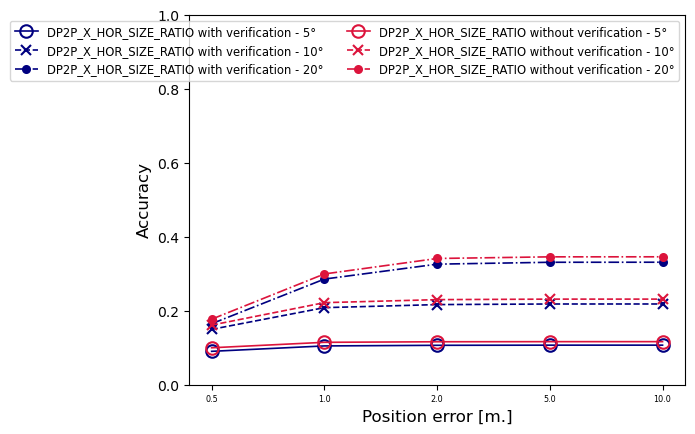 1.0
DP2P_X_HOR_SIZE_RATIO with verification - 5°
DP2P_X_HOR_SIZE_RATIO with verification - 10°
DP2P_X_HOR_SIZE_RATIO with verification - 20°
DP2P_X_HOR_SIZE_RATIO without verification - 5°
DP2P_X_HOR_SIZE_RATIO without verification - 10°
DP2P_X_HOR_SIZE_RATIO without verification - 20°
0.8
0.6
0.4
0.2
0.0
Accuracy
0.5
1.0
2.0
5.0
10.0
Position error [m.]